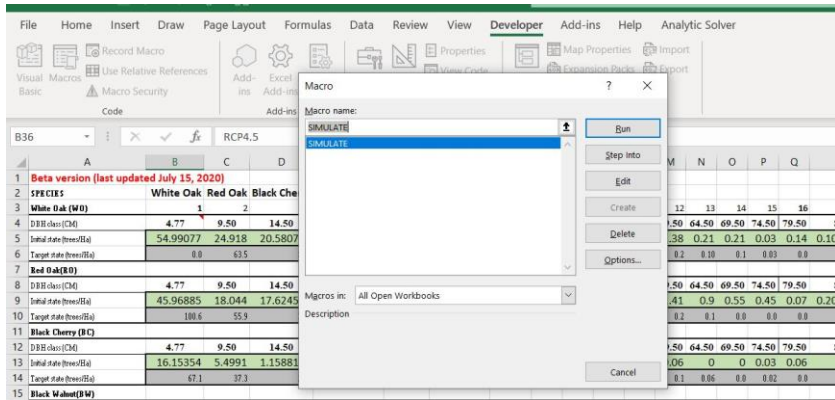 File Home Insert Draw Page Layout Formulas Data Review View Developer Add-ins Help Analytic Solver
Visual Basic
Macros
Record Macro
Use Relative References
Macro Security
Code
Add-ins
Excel Add-ins
Add-ins
Properties
View Code
Map Properties
Expansion Packs
Import
Export
B36 fx RCP4.5
A B C D M N O P Q
1 Beta version (last updated July 15, 2020)
2 SPECIES White Oak Red Oak Black Che
3 White Oak (WO) 1 2 12 13 14 15 16
4 DBH class (CM) 4.77 9.50 14.50 .50 64.50 69.50 74.50 79.50
5 Initial state (trees/Ha) 54.99077 24.918 20.5807 .38 0.21 0.21 0.03 0.14 0.10
6 Target state (trees/Ha) 0.0 63.5 0.2 0.10 0.1 0.03 0.0
7 Red Oak(RO)
8 DBH class (CM) 4.77 9.50 14.50 .50 64.50 69.50 74.50 79.50
9 Initial state (trees/Ha) 45.96885 18.044 17.6245 .41 0.9 0.55 0.45 0.07 0.20
10 Target state (trees/Ha) 100.6 55.9 0.2 0.1 0.0 0.0 0.0
11 Black Cherry (BC)
12 DBH class (CM) 4.77 9.50 14.50 .50 64.50 69.50 74.50 79.50
13 Initial state (trees/Ha) 16.15354 5.4991 1.15881 .06 0 0 0.03 0.06
14 Target state (trees/Ha) 67.1 37.3 0.1 0.06 0.0 0.02 0.0
15 Black Walnut(BW)
Macro ? ×
Macro name:
SIMULATE
SIMULATE
Run
Step Into
Edit
Create
Delete
Options...
Macros in: All Open Workbooks
Description
Cancel